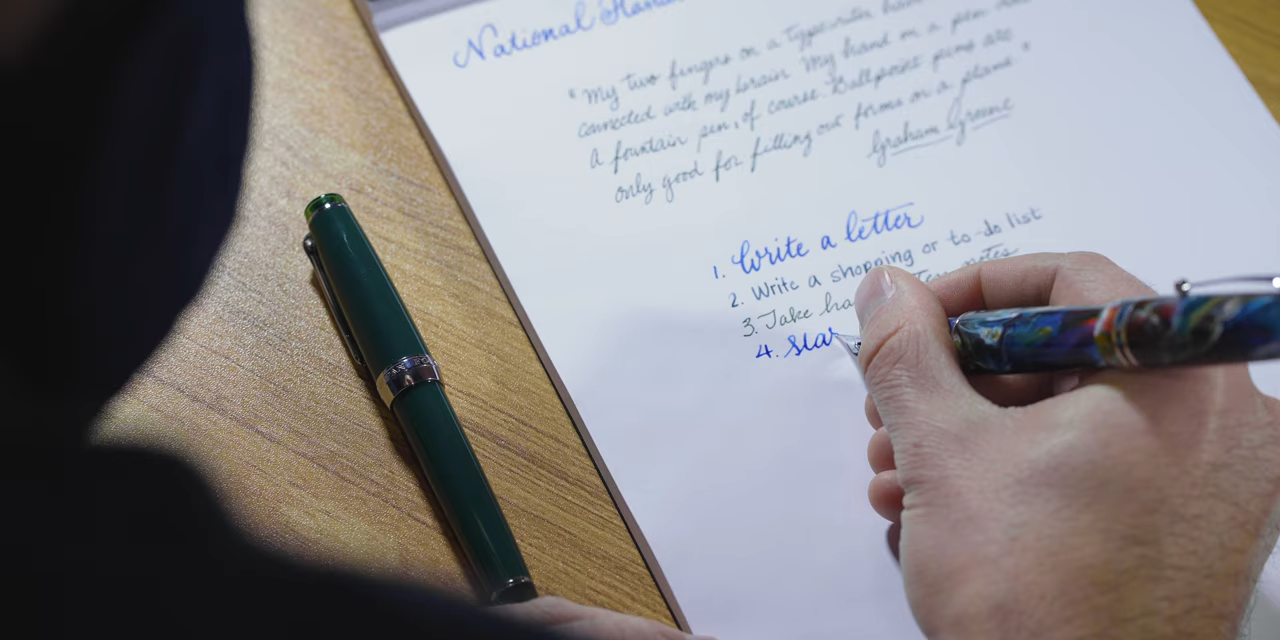 National
"My two fingers on a typewriter have
connected with my brain. My hand on a pen
A fountain pen, of course. Ballpoint pens are
only good for filling out forms on a plane."
Graham Greene
1. Write a letter
2. Write a shopping or to-do list
3. Take notes
4. Star